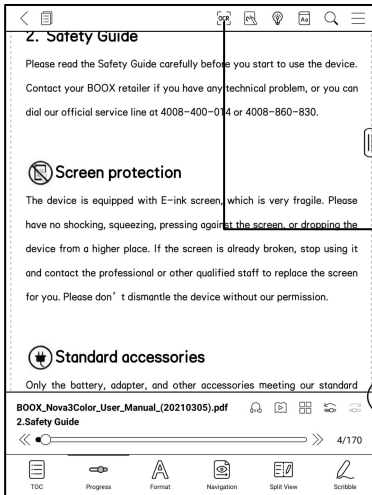 OCR
Aa
2. Safety Guide
Please read the Safety Guide carefully before you start to use the device.
Contact your BOOX retailer if you have any technical problem, or you can
dial our official service line at 4008-400-014 or 4008-860-830.
Screen protection
The device is equipped with E-ink screen, which is very fragile. Please
have no shocking, squeezing, pressing against the screen, or dropping the
device from a higher place. If the screen is already broken, stop using it
and contact the professional or other qualified staff to replace the screen
for you. Please don’t dismantle the device without our permission.
Standard accessories
Only the battery, adapter, and other accessories meeting our standard
BOOX_Nova3Color_User_Manual_(20210305).pdf
2.Safety Guide
4/170
TOC Progress Format Navigation Split View Scribble